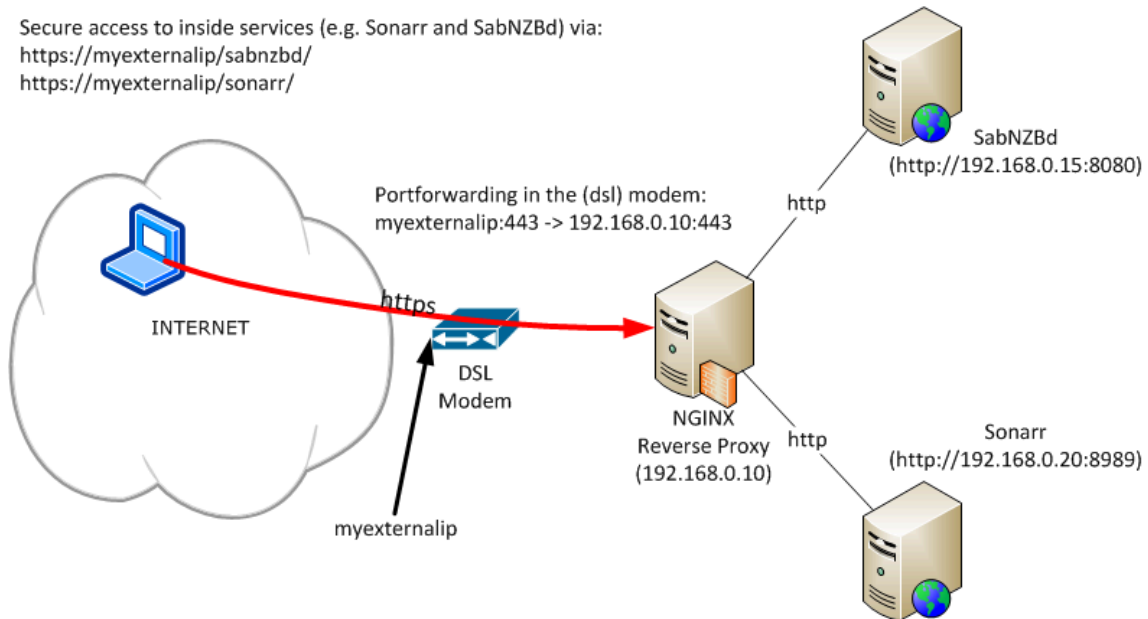 Secure access to inside services (e.g. Sonarr and SabNZBd) via:
https://myexternalip/sabnzbd/
https://myexternalip/sonarr/
SabNZBd
(http://192.168.0.15:8080)
Portforwarding in the (dsl) modem:
myexternalip:443 -> 192.168.0.10:443
http
https
INTERNET
DSL
Modem
NGINX
Reverse Proxy
(192.168.0.10)
http
Sonarr
(http://192.168.0.20:8989)
myexternalip